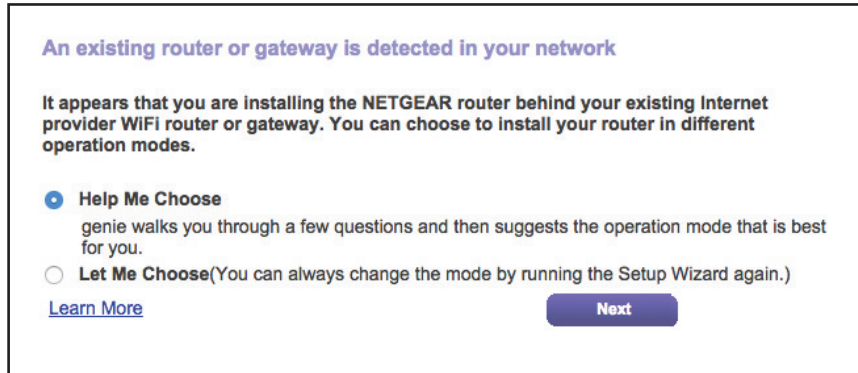 An existing router or gateway is detected in your network
It appears that you are installing the NETGEAR router behind your existing Internet
provider WiFi router or gateway. You can choose to install your router in different
operation modes.
Help Me Choose
genie walks you through a few questions and then suggests the operation mode that is best
for you.
Let Me Choose(You can always change the mode by running the Setup Wizard again.)
Learn More
Next